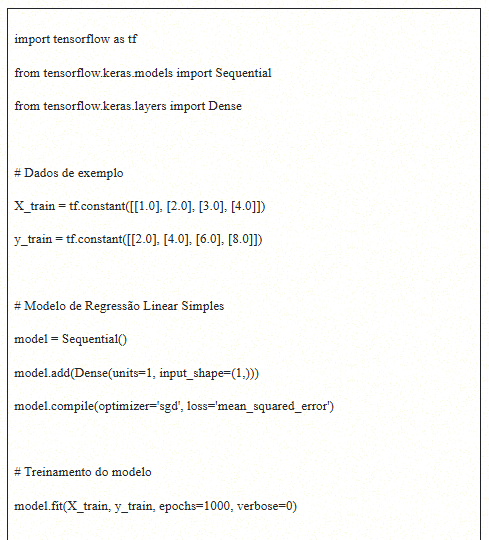 import tensorflow as tf
from tensorflow.keras.models import Sequential
from tensorflow.keras.layers import Dense
# Dados de exemplo
X_train = tf.constant([[1.0], [2.0], [3.0], [4.0]])
y_train = tf.constant([[2.0], [4.0], [6.0], [8.0]])
# Modelo de Regressão Linear Simples
model = Sequential()
model.add(Dense(units=1, input_shape=(1,)))
model.compile(optimizer='sgd', loss='mean_squared_error')
# Treinamento do modelo
model.fit(X_train, y_train, epochs=1000, verbose=0)